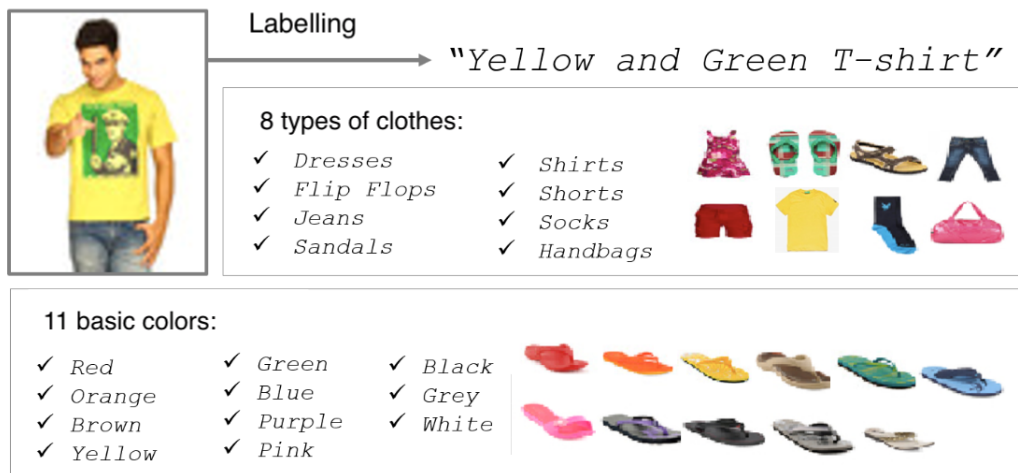 Labelling
“Yellow and Green T-shirt”
8 types of clothes:
✓ Dresses
✓ Flip Flops
✓ Jeans
✓ Sandals
✓ Shirts
✓ Shorts
✓ Socks
✓ Handbags
11 basic colors:
✓ Red
✓ Orange
✓ Brown
✓ Yellow
✓ Green
✓ Blue
✓ Purple
✓ Pink
✓ Black
✓ Grey
✓ White